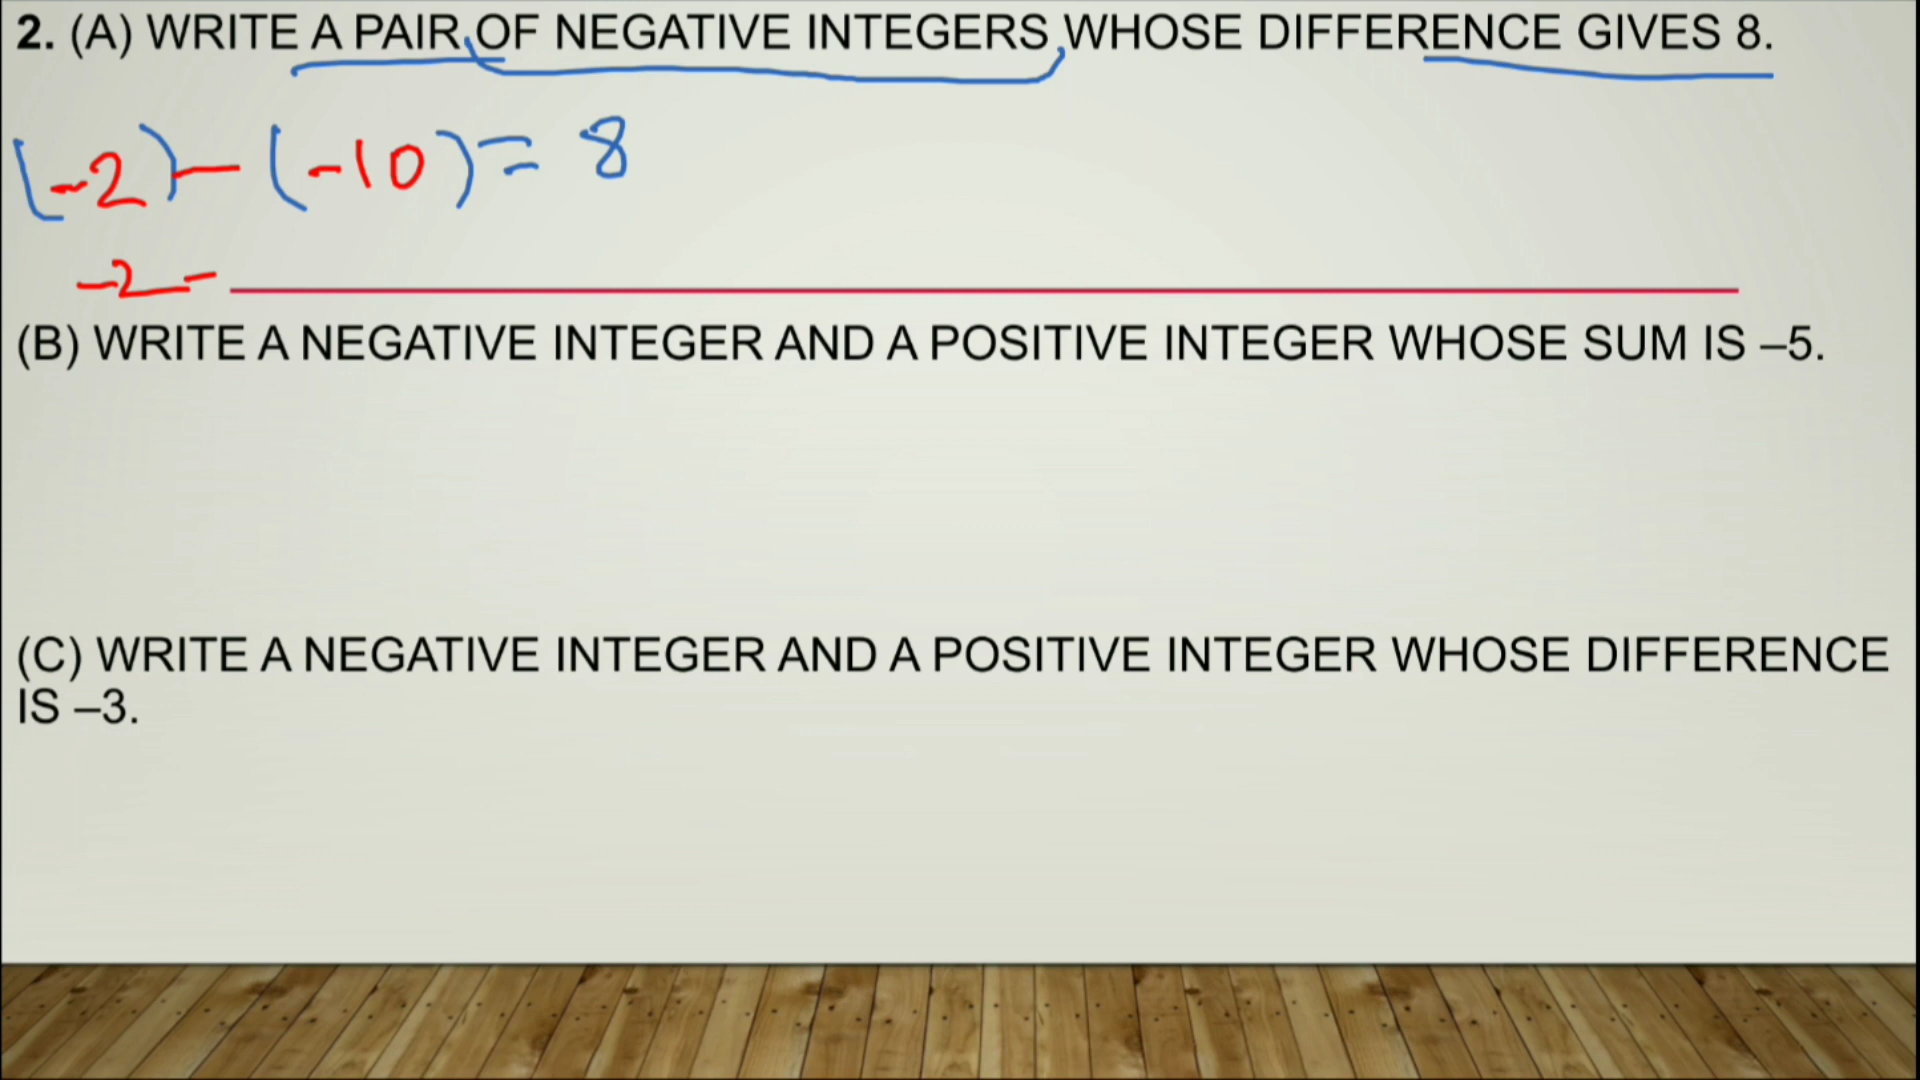 2. (A) WRITE A PAIR OF NEGATIVE INTEGERS WHOSE DIFFERENCE GIVES 8.
(-2) - (-10) = 8
-2 -
(B) WRITE A NEGATIVE INTEGER AND A POSITIVE INTEGER WHOSE SUM IS –5.
(C) WRITE A NEGATIVE INTEGER AND A POSITIVE INTEGER WHOSE DIFFERENCE
IS –3.